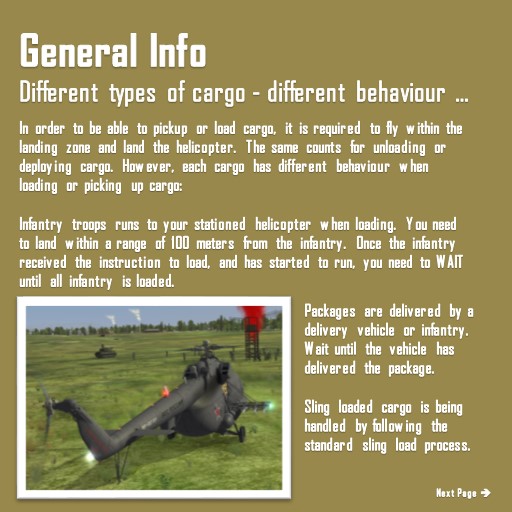 General Info
Different types of cargo - different behaviour ...
In order to be able to pickup or load cargo, it is required to fly within the
landing zone and land the helicopter. The same counts for unloading or
deploying cargo. However, each cargo has different behaviour when
loading or picking up cargo:
Infantry troops runs to your stationed helicopter when loading. You need
to land within a range of 100 meters from the infantry. Once the infantry
received the instruction to load, and has started to run, you need to WAIT
until all infantry is loaded.
Packages are delivered by a
delivery vehicle or infantry.
Wait until the vehicle has
delivered the package.
Sling loaded cargo is being
handled by following the
standard sling load process.
Next Page →